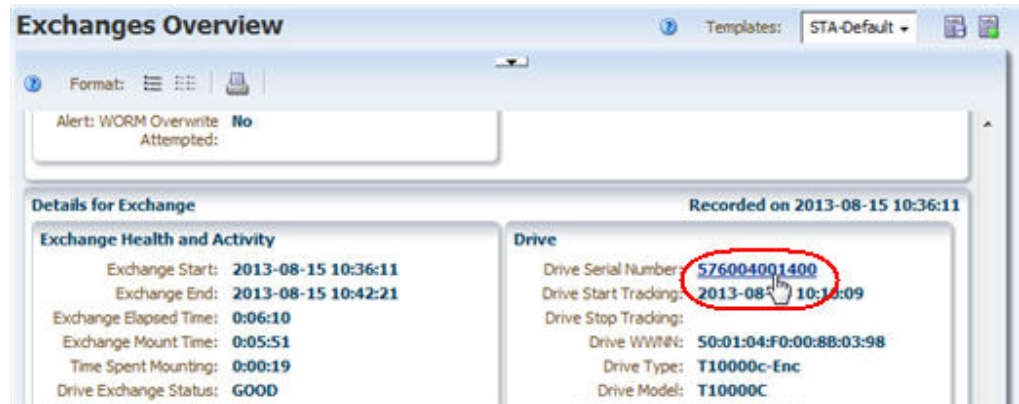 Exchanges Overview
Templates: STA-Default
Format:
Alert: WORM Overwrite Attempted: No
Details for Exchange
Recorded on 2013-08-15 10:36:11
Exchange Health and Activity
Exchange Start: 2013-08-15 10:36:11
Exchange End: 2013-08-15 10:42:21
Exchange Elapsed Time: 0:06:10
Exchange Mount Time: 0:05:51
Time Spent Mounting: 0:00:19
Drive Exchange Status: GOOD
Drive
Drive Serial Number: 576004001400
Drive Start Tracking: 2013-08
Drive Stop Tracking:
Drive WWNN: 50:01:04:F0:00:8B:03:98
Drive Type: T10000c-Enc
Drive Model: T10000C